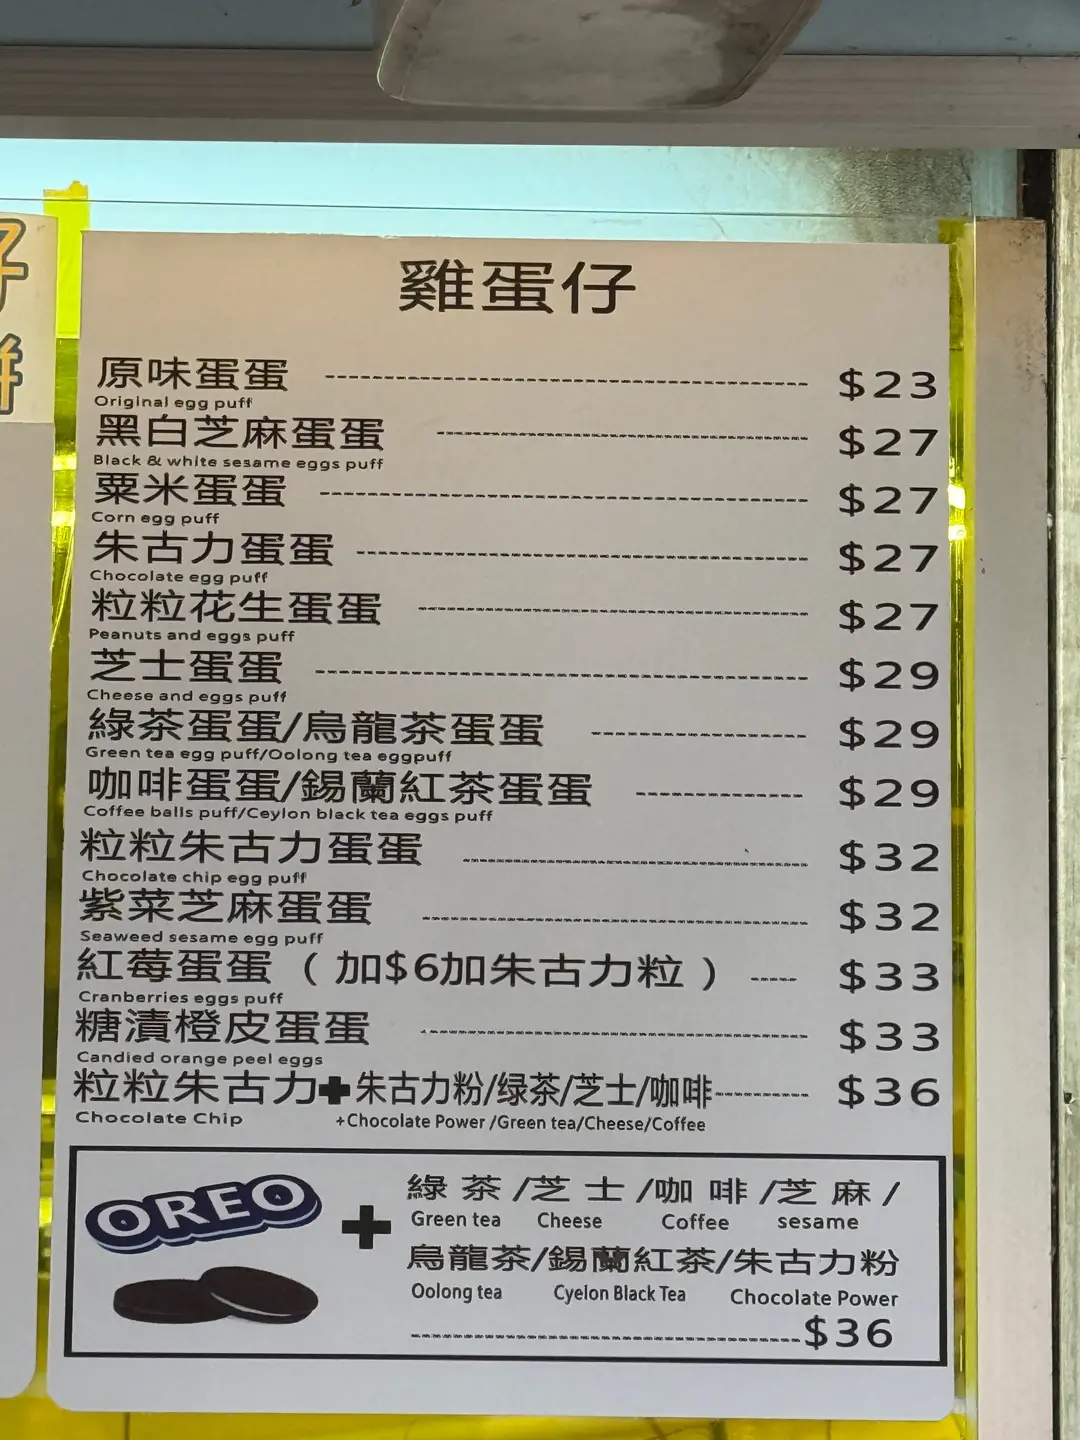 雞蛋仔
原味蛋蛋 $23
Original egg puff
黑白芝麻蛋蛋 $27
Black & white sesame eggs puff
粟米蛋蛋 $27
Corn egg puff
朱古力蛋蛋 $27
Chocolate egg puff
粒粒花生蛋蛋 $27
Peanuts and eggs puff
芝士蛋蛋 $29
Cheese and eggs puff
綠茶蛋蛋/烏龍茶蛋蛋 $29
Green tea egg puff/Oolong tea eggpuff
咖啡蛋蛋/錫蘭紅茶蛋蛋 $29
Coffee balls puff/Ceylon black tea eggs puff
粒粒朱古力蛋蛋 $32
Chocolate chip egg puff
紫菜芝麻蛋蛋 $32
Seaweed sesame egg puff
紅莓蛋蛋（加$6加朱古力粒） $33
Cranberries eggs puff
糖漬橙皮蛋蛋 $33
Candied orange peel eggs
粒粒朱古力+朱古力粉/绿茶/芝士/咖啡 $36
Chocolate Chip +Chocolate Power /Green tea/Cheese/Coffee
OREO + 綠茶/芝士/咖啡/芝麻/
Green tea Cheese Coffee sesame
烏龍茶/錫蘭紅茶/朱古力粉
Oolong tea Cyelon Black Tea Chocolate Power
$36